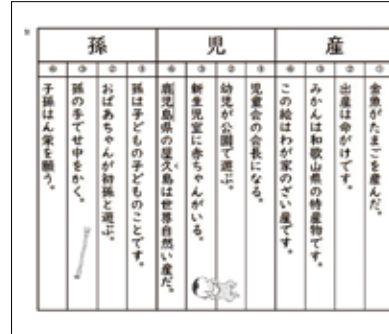 産
金魚がたまごを産んだ。
出産は命がけです。
みかんは和歌山県の特産物です。
この絵はわが家のざい産です。
児
児童会の会長になる。
幼児が公園で遊ぶ。
新生児室に赤ちゃんがいる。
鹿児島県の屋久島は世界自然い産だ。
孫
孫は子どもの子どものことです。
おばあちゃんが初孫と遊ぶ。
孫の手でせ中をかく。
子孫はん栄を願う。